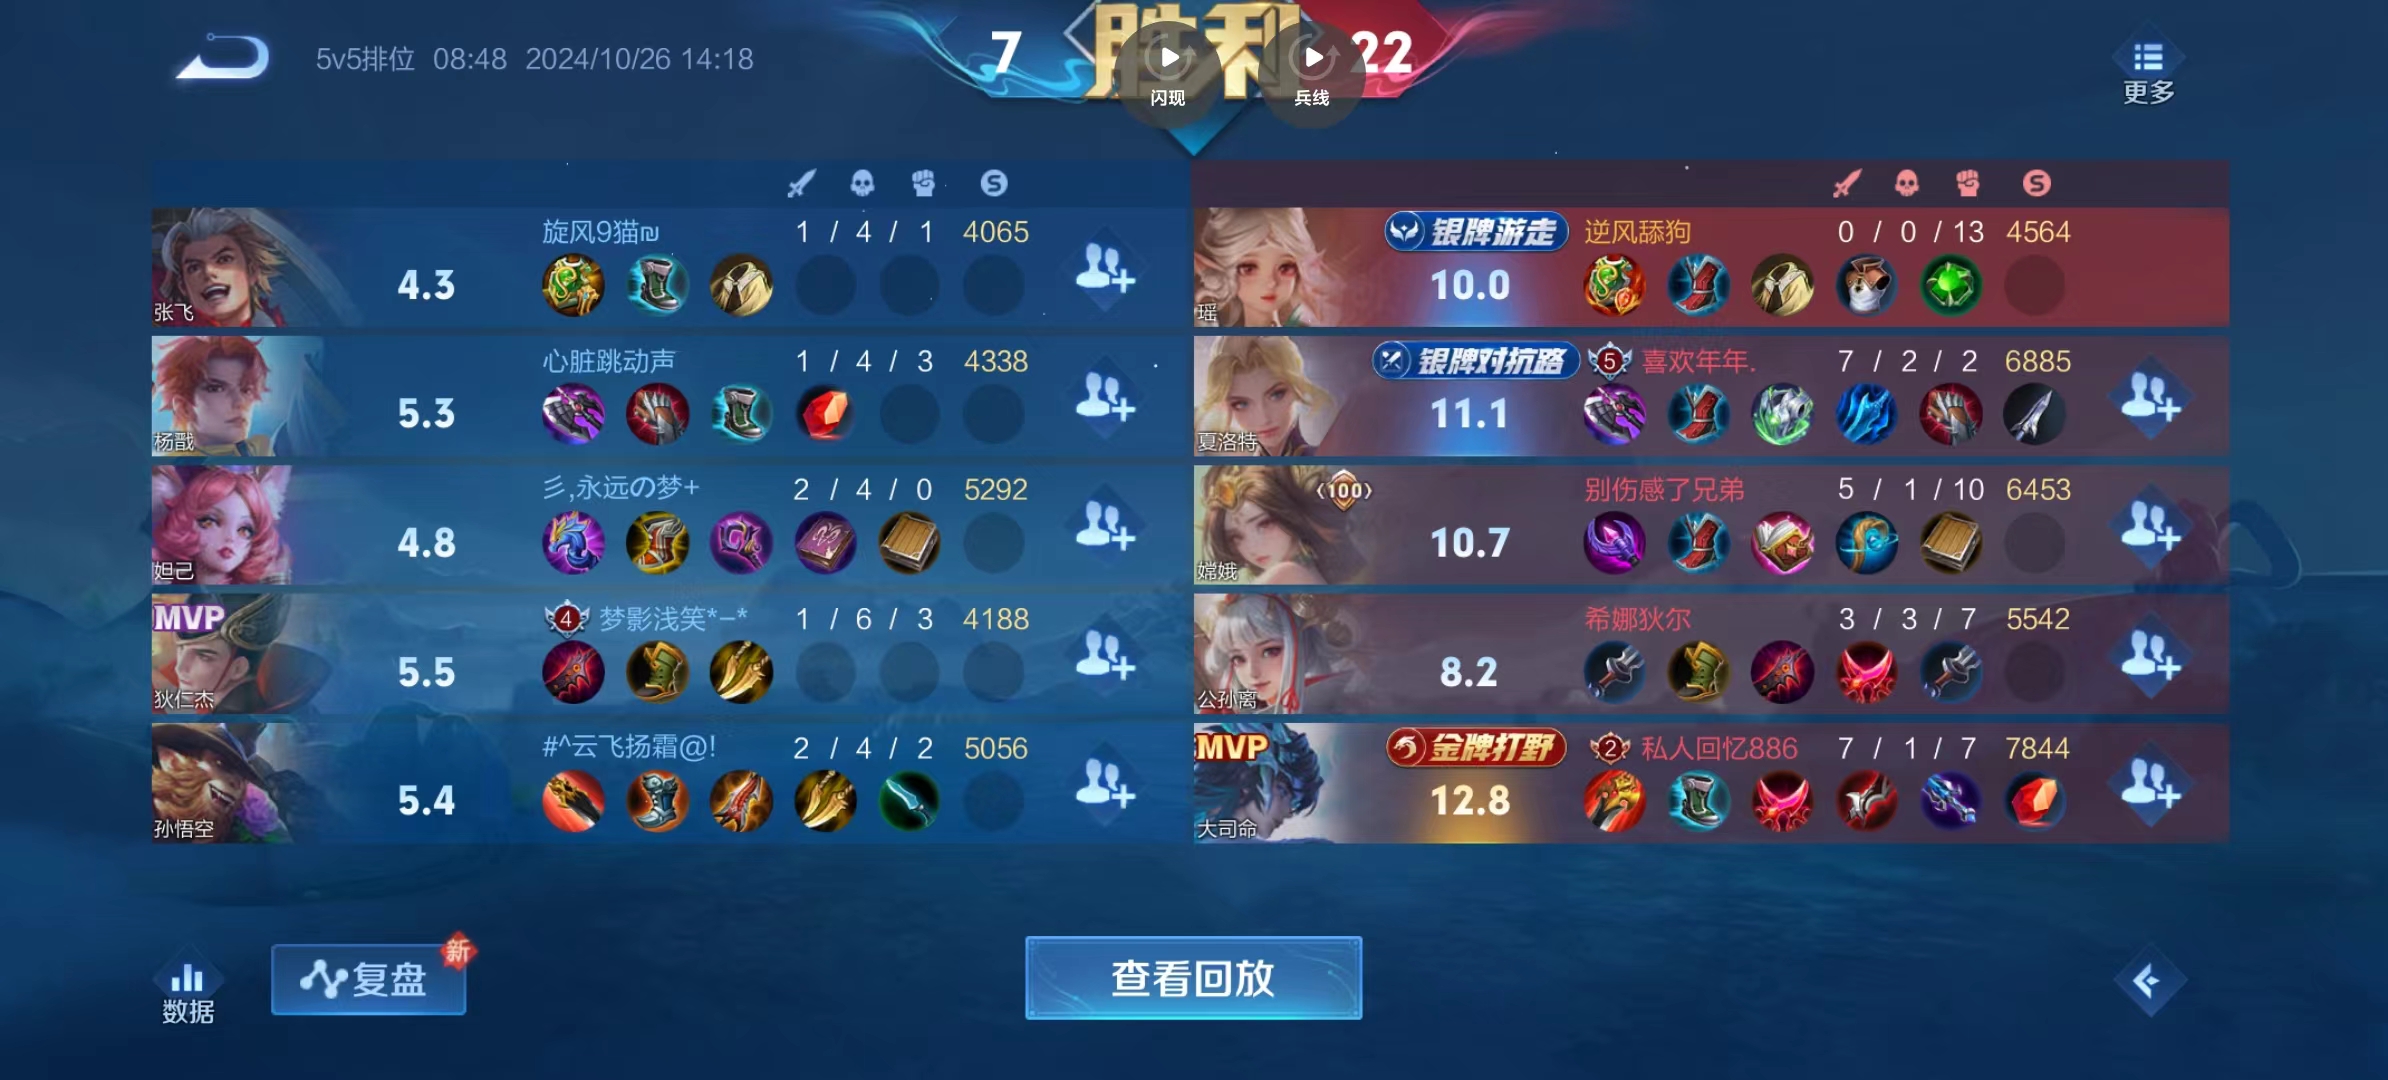 5v5排位 08:48 2024/10/26 14:18
7 胜利 22
闪现 兵线
更多
旋风9猫₪ 1 / 4 / 1 4065
4.3
张飞
心脏跳动声 1 / 4 / 3 4338
5.3
杨戬
彡,永远の梦+ 2 / 4 / 0 5292
4.8
妲己
MVP 4 梦影浅笑*-* 1 / 6 / 3 4188
5.5
狄仁杰
#^云飞扬霜@! 2 / 4 / 2 5056
5.4
孙悟空
银牌游走 逆风舔狗 0 / 0 / 13 4564
10.0
瑶
银牌对抗路 5 喜欢年年. 7 / 2 / 2 6885
11.1
夏洛特
100 别伤感了兄弟 5 / 1 / 10 6453
10.7
嫦娥
希娜狄尔 3 / 3 / 7 5542
8.2
公孙离
MVP 金牌打野 2 私人回忆886 7 / 1 / 7 7844
12.8
大司命
数据
复盘 新
查看回放